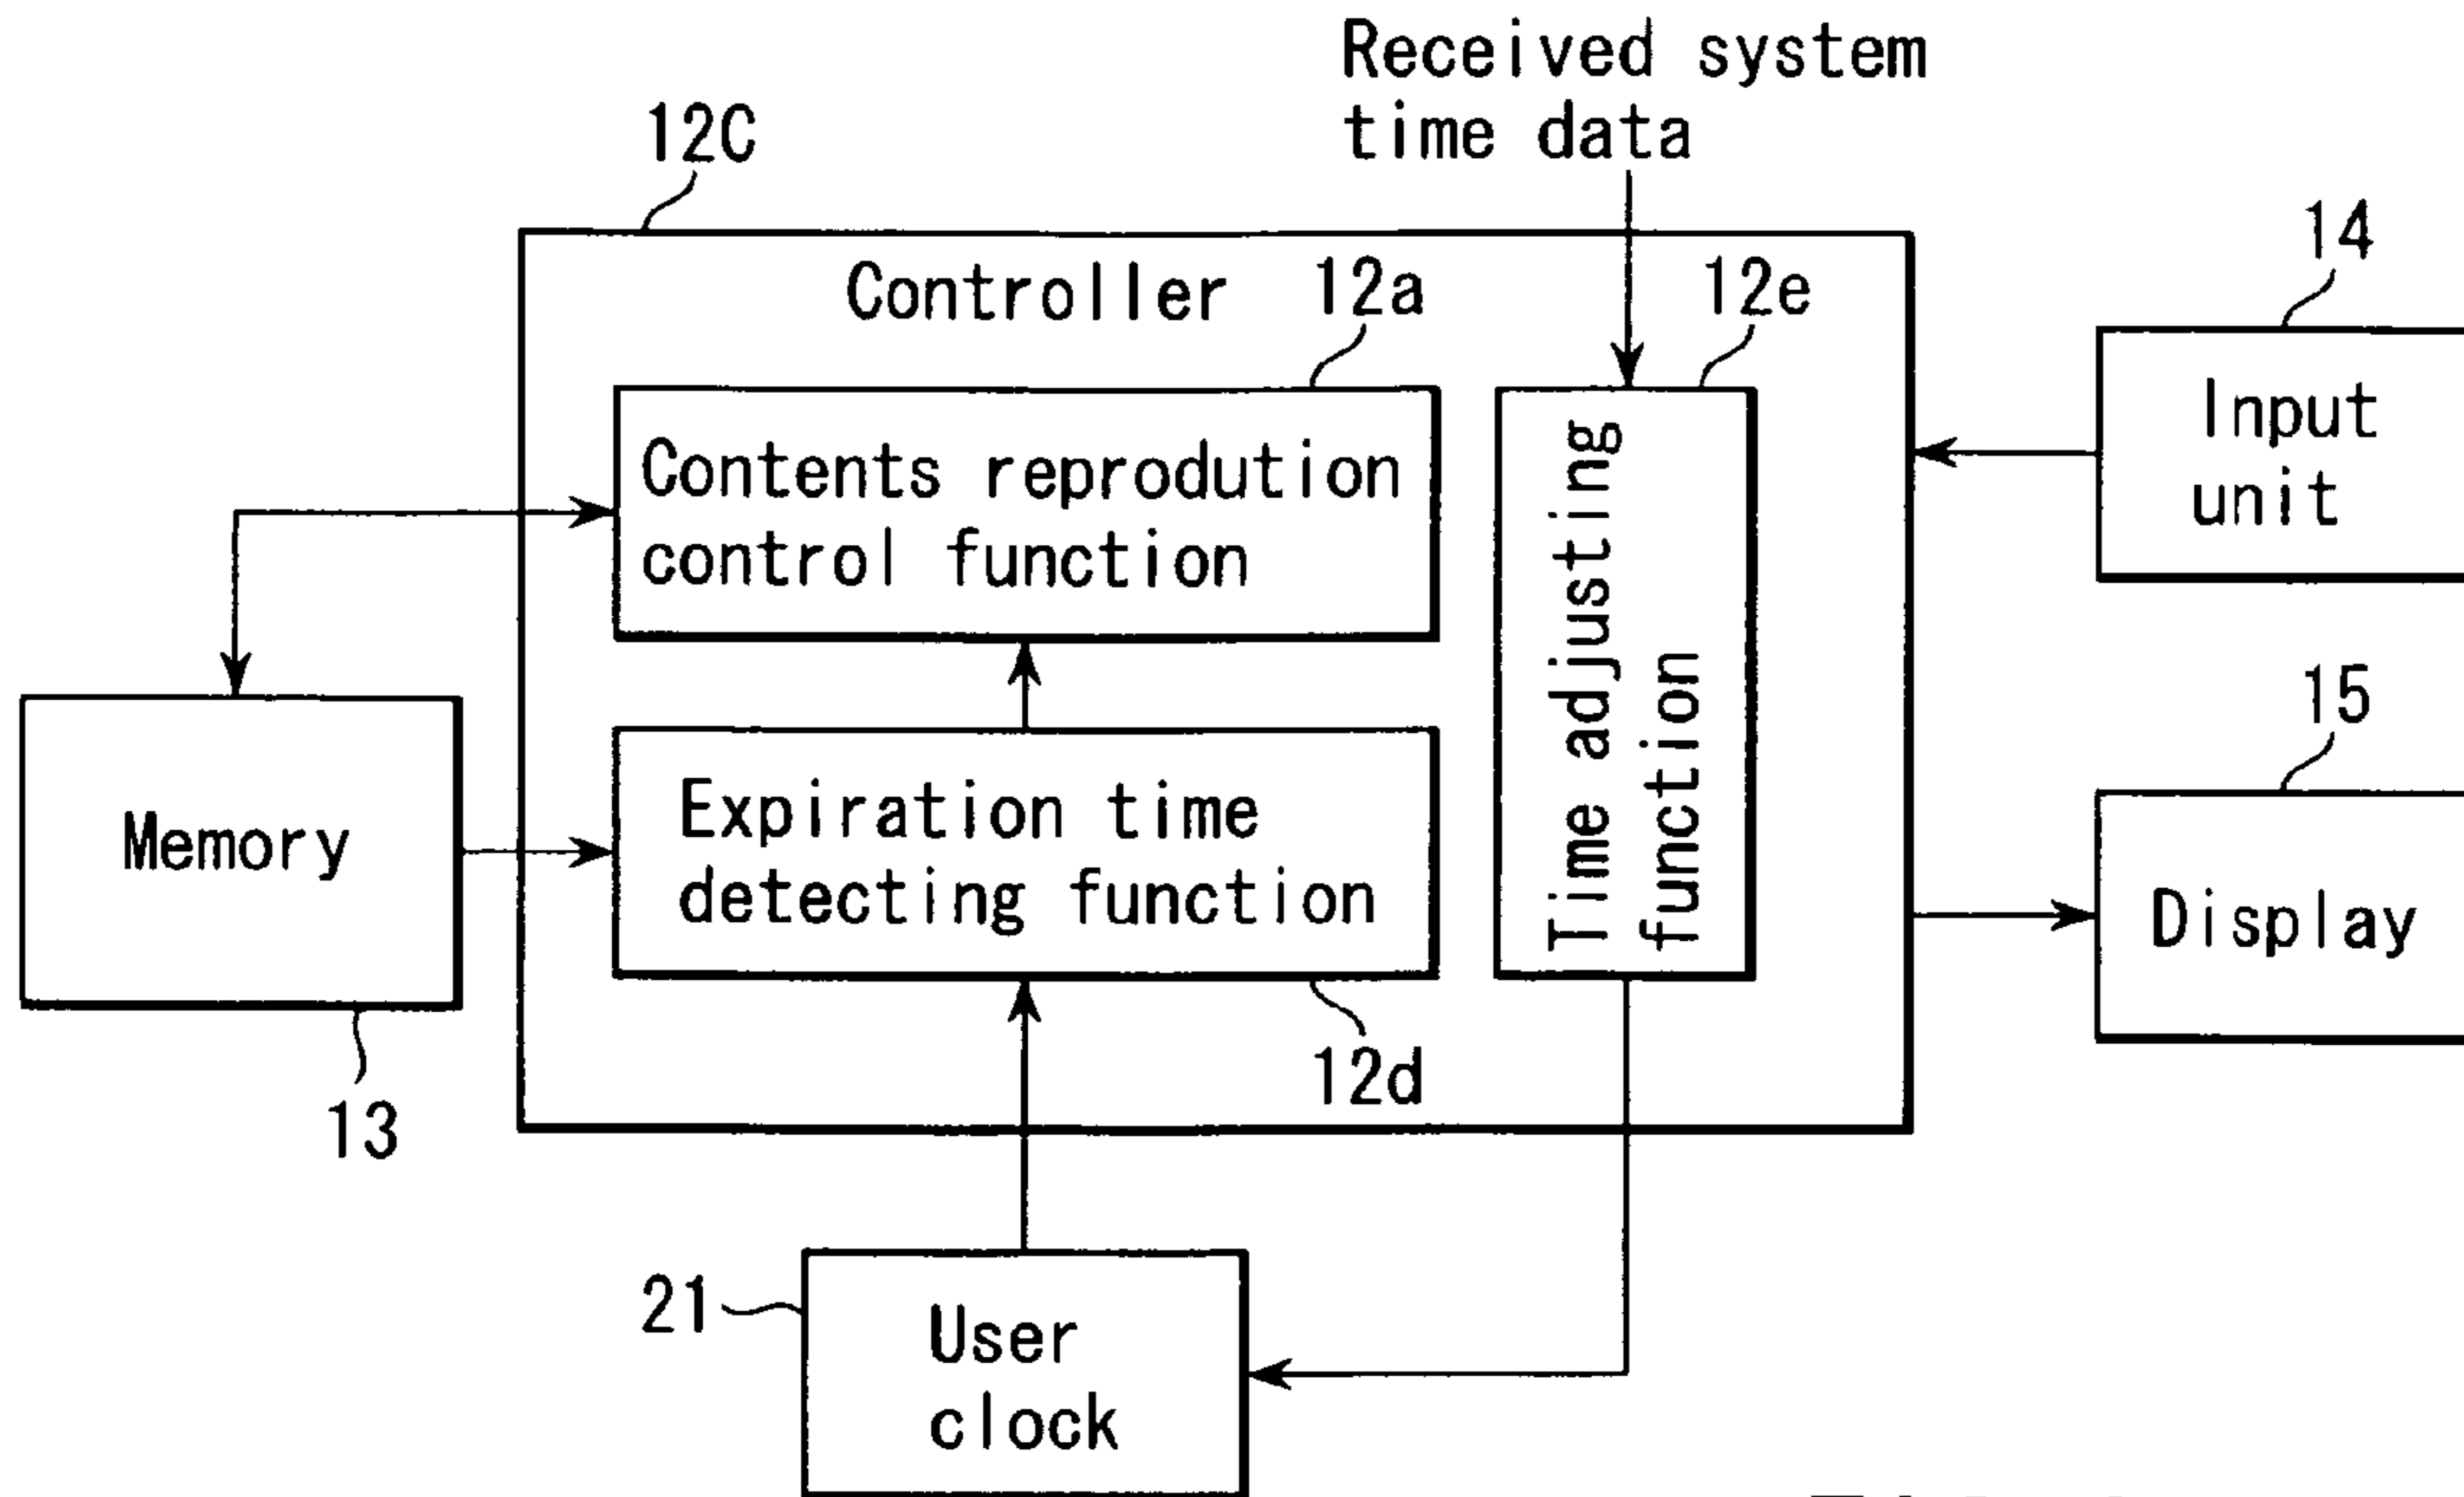 Received system
time data
12C
Controller
12a
12e
14
Contents reprodution
control function
Time adjusting
function
Input
unit
Expiration time
detecting function
Memory
15
Display
12d
13
21
User
clock